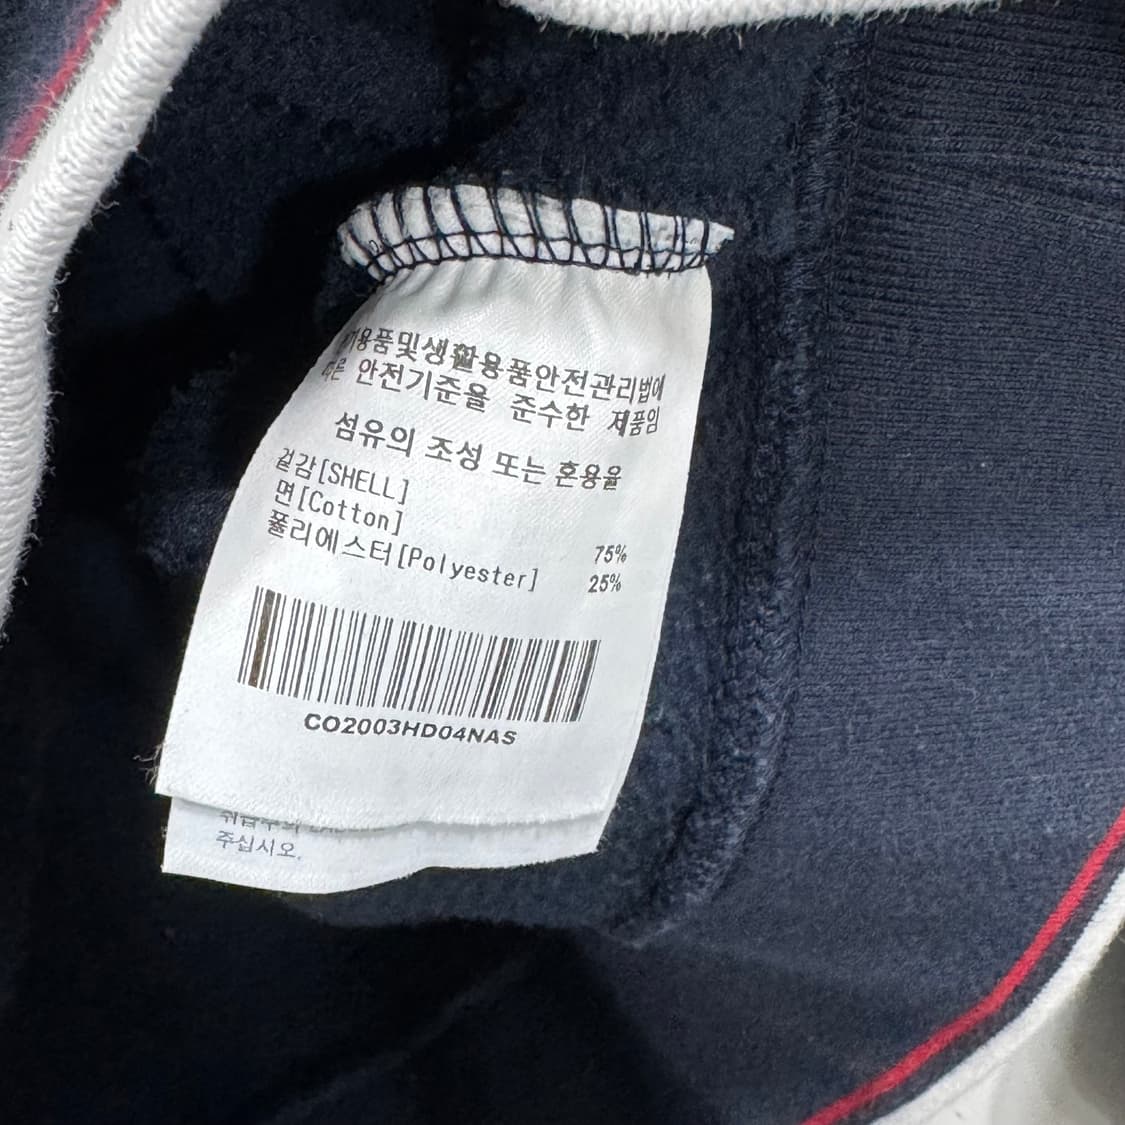 용품및생활용품안전관리법에
따른 안전기준을 준수한 제품임
섬유의 조성 또는 혼용율
겉감[SHELL]
면[Cotton] 75%
폴리에스터[Polyester] 25%
CO2003HD04NAS
주십시오.